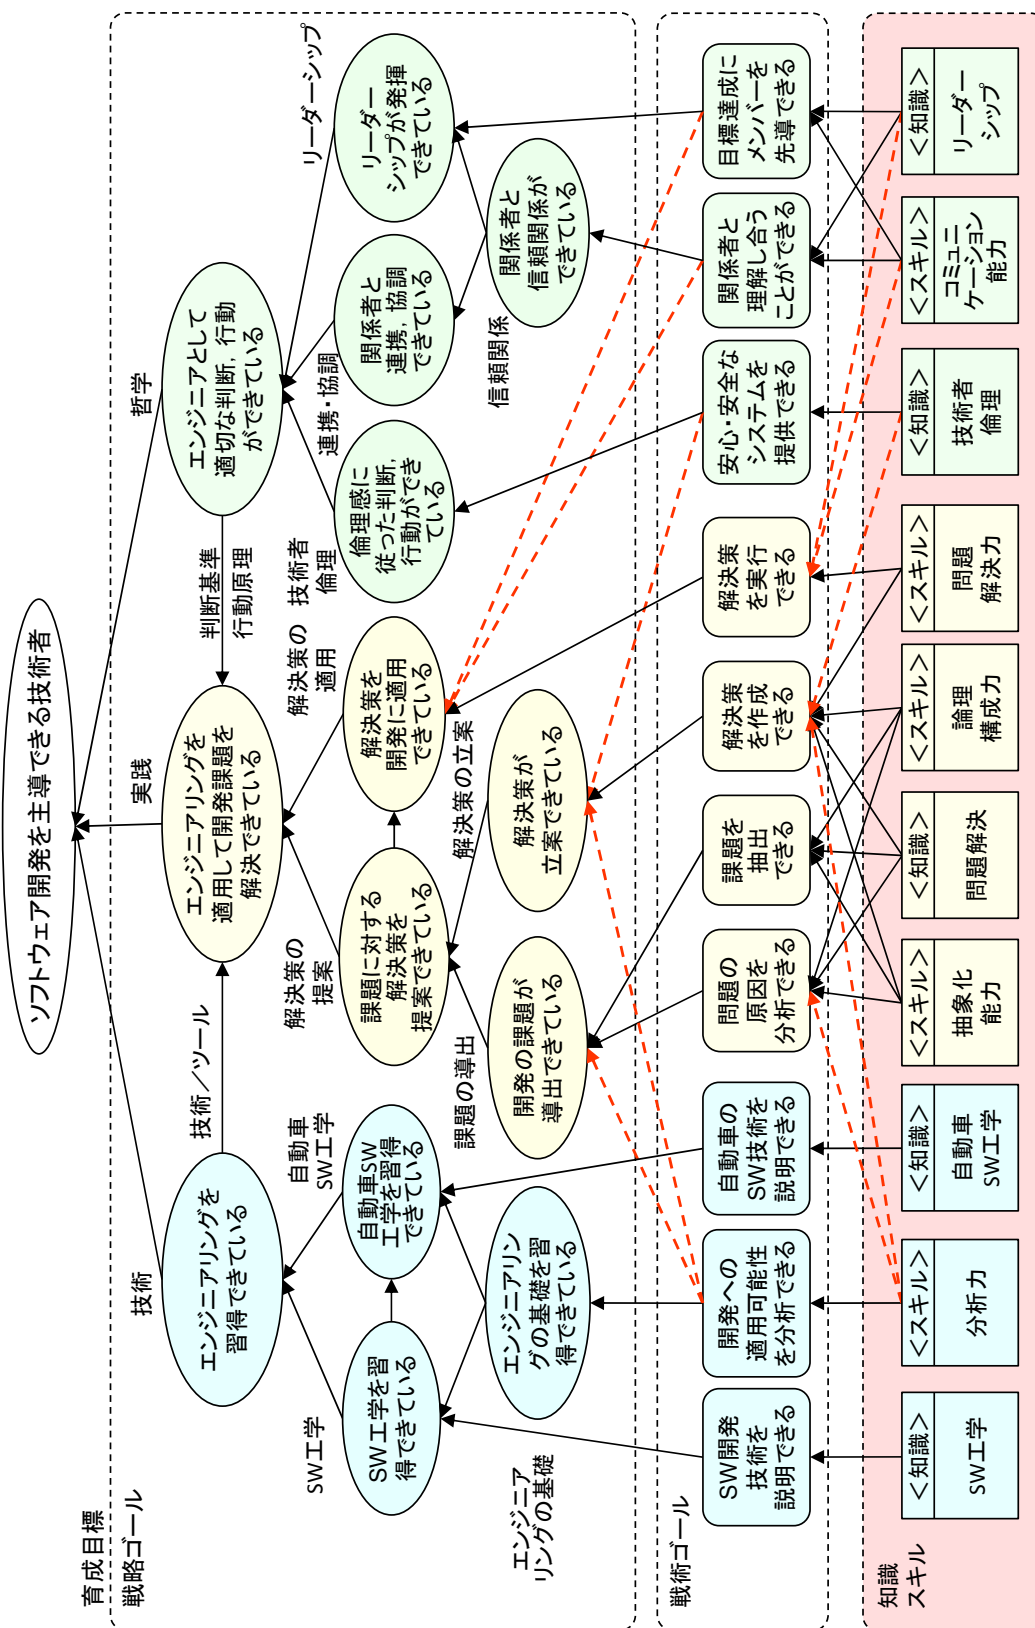 育成目標
ソフトウェア開発を主導できる技術者
戦略ゴール
技術
実践
哲学
エンジニアリングを
習得できている
技術／ツール
エンジニアリングを
適用して開発課題を
解決できている
判断基準
行動原理
エンジニアとして
適切な判断, 行動
ができている
SW工学
自動車
SW工学
解決策の
提案
解決策の
適用
技術者
倫理
連携・協調
リーダーシップ
SW工学を習
得できている
自動車SW
工学を習得
できている
課題に対する
解決策を
提案できている
解決策を
開発に適用
できている
倫理感に
従った判断,
行動ができ
ている
関係者と
連携, 協調
できている
リーダー
シップが発揮
できている
エンジニア
リングの基礎
課題の導出
解決策の立案
信頼関係
エンジニアリン
グの基礎を習
得できている
開発の課題が
導出できている
解決策が
立案できている
関係者と
信頼関係が
できている
戦術ゴール
SW開発
技術を
説明できる
開発への
適用可能性
を分析できる
自動車の
SW技術を
説明できる
問題の
原因を
分析できる
課題を
抽出
できる
解決策
を作成
できる
解決策
を実行
できる
安心・安全な
システムを
提供できる
関係者と
理解し合う
ことができる
目標達成に
メンバーを
先導できる
知識
スキル
＜知識＞
SW工学
＜スキル＞
分析力
＜知識＞
自動車
SW工学
＜スキル＞
抽象化
能力
＜知識＞
問題解決
＜スキル＞
論理
構成力
＜スキル＞
問題
解決力
＜知識＞
技術者
倫理
＜スキル＞
コミュニ
ケーション
能力
＜知識＞
リーダー
シップ